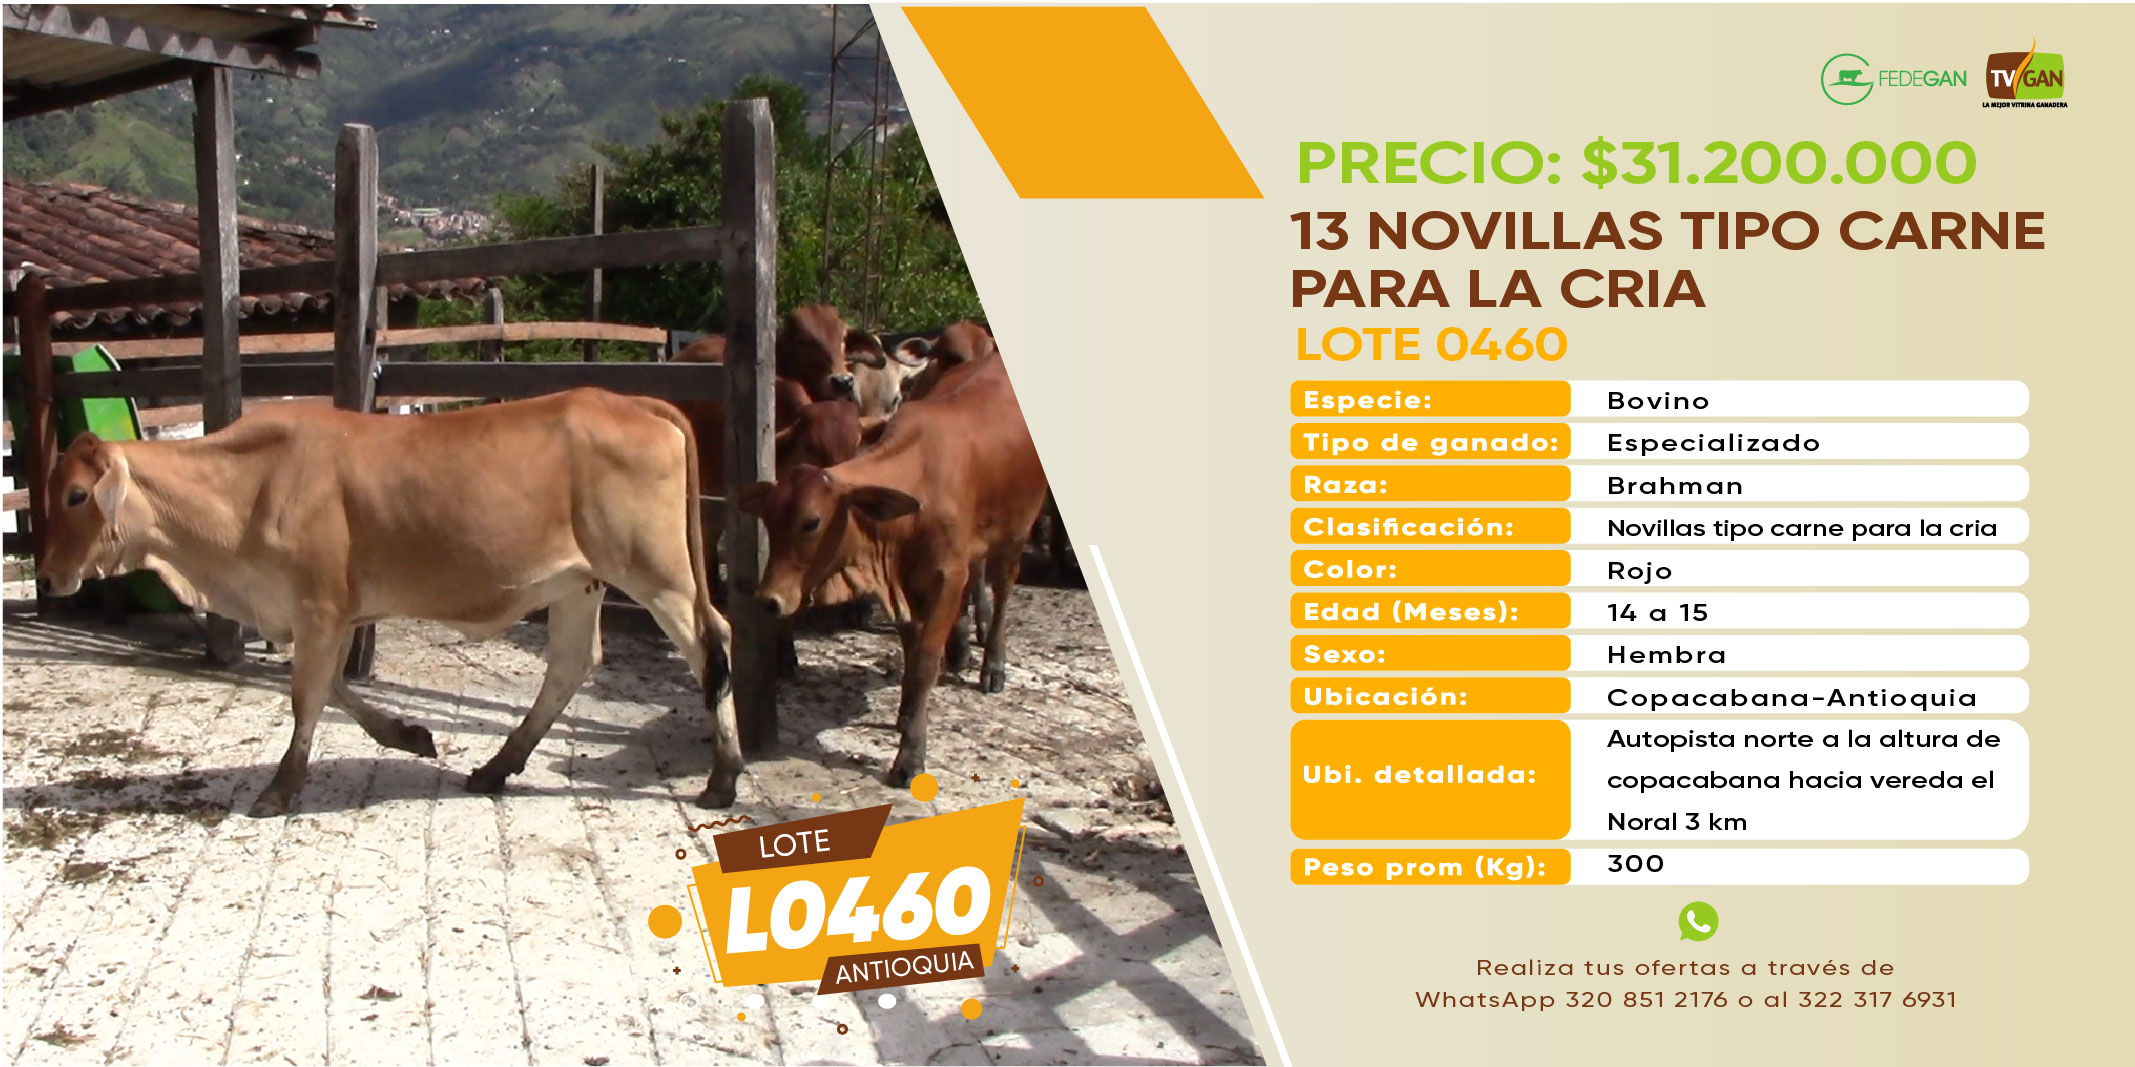 FEDEGAN
TV GAN
LA MEJOR VITRINA GANADERA
PRECIO: $31.200.000
13 NOVILLAS TIPO CARNE
PARA LA CRIA
LOTE 0460
Especie: Bovino
Tipo de ganado: Especializado
Raza: Brahman
Clasificación: Novillas tipo carne para la cria
Color: Rojo
Edad (Meses): 14 a 15
Sexo: Hembra
Ubicación: Copacabana-Antioquia
Ubi. detallada: Autopista norte a la altura de
copacabana hacia vereda el
Noral 3 km
Peso prom (Kg): 300
Realiza tus ofertas a través de
WhatsApp 320 851 2176 o al 322 317 6931
LOTE
L0460
ANTIOQUIA